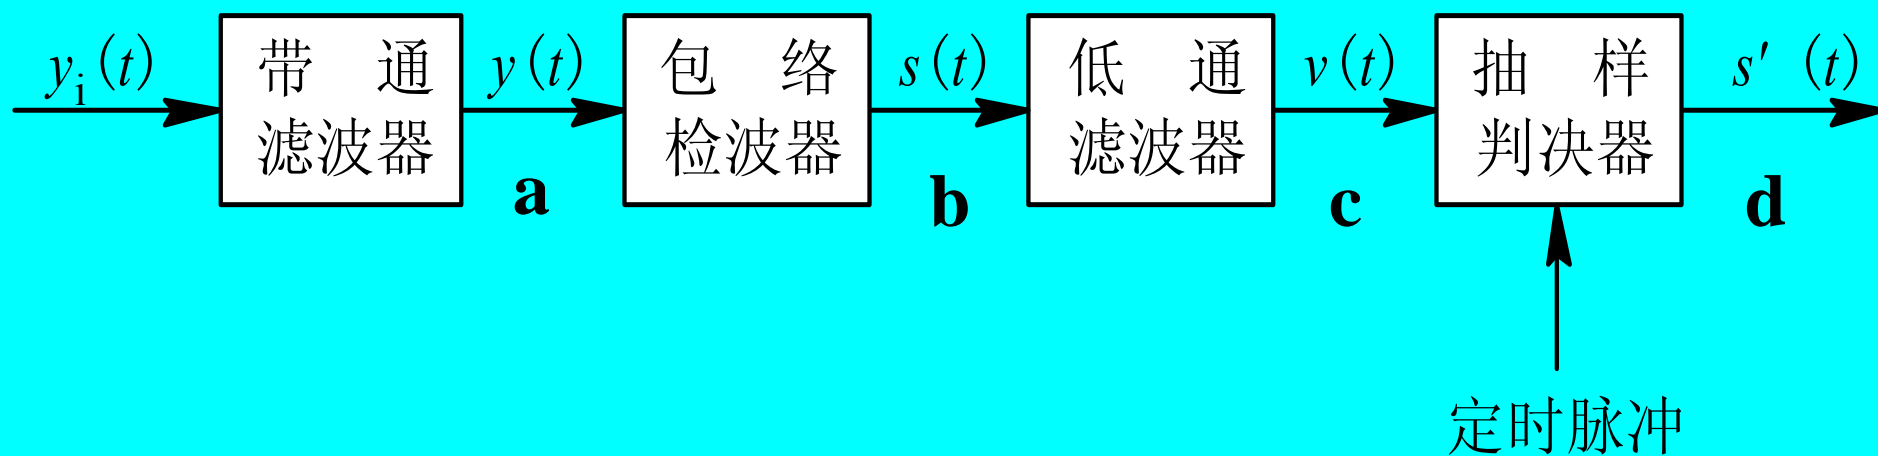 yᵢ(t)
带 通
滤波器
y(t)
a
包 络
检波器
s(t)
b
低 通
滤波器
v(t)
c
抽 样
判决器
s′ (t)
d
定时脉冲